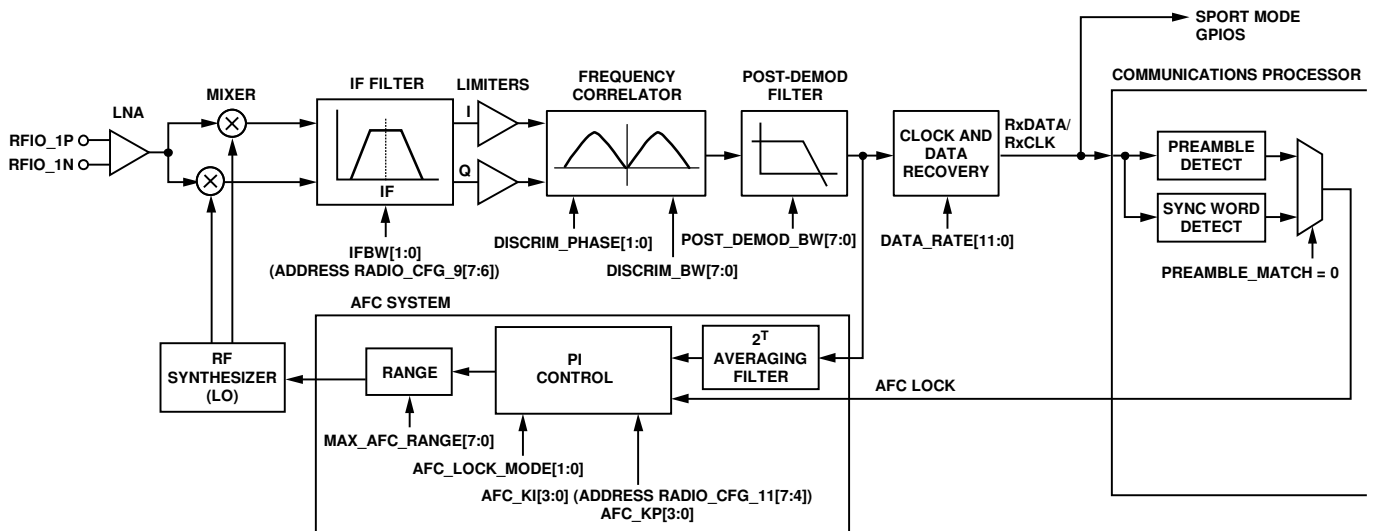 SPORT MODE
GPIOS
COMMUNICATIONS PROCESSOR
LNA
MIXER
IF FILTER
LIMITERS
FREQUENCY
CORRELATOR
POST-DEMOD
FILTER
RFIO_1P
RFIO_1N
I
Q
IF
CLOCK AND
DATA
RECOVERY
RxDATA/
RxCLK
PREAMBLE
DETECT
SYNC WORD
DETECT
IFBW[1:0]
(ADDRESS RADIO_CFG_9[7:6])
DISCRIM_PHASE[1:0]
DISCRIM_BW[7:0]
POST_DEMOD_BW[7:0]
DATA_RATE[11:0]
PREAMBLE_MATCH = 0
AFC SYSTEM
RF
SYNTHESIZER
(LO)
RANGE
PI
CONTROL
2ᵀ
AVERAGING
FILTER
AFC LOCK
MAX_AFC_RANGE[7:0]
AFC_LOCK_MODE[1:0]
AFC_KI[3:0] (ADDRESS RADIO_CFG_11[7:4])
AFC_KP[3:0]